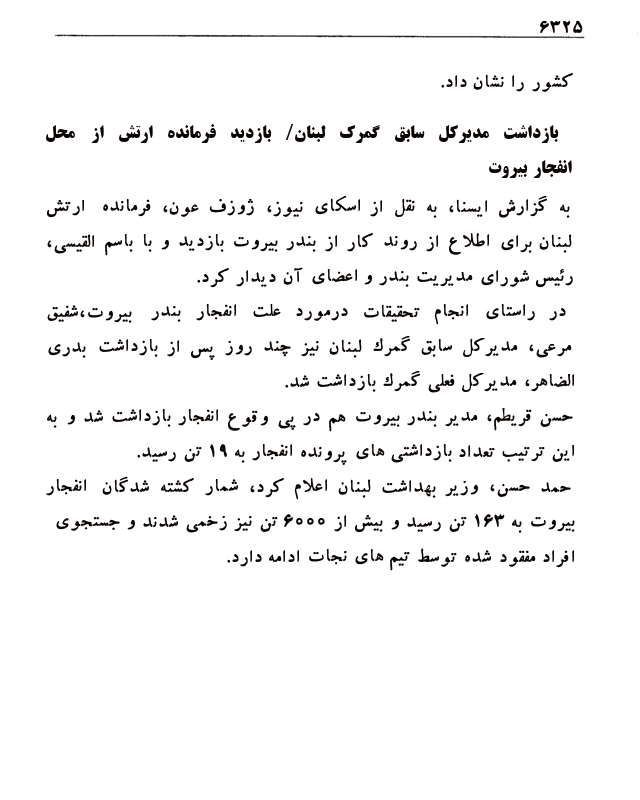 ۶۳۲۵
کشور را نشان داد.
بازداشت مدیرکل سابق گمرک لبنان/ بازدید فرمانده ارتش از محل
انفجار بیروت
به گزارش ایسنا، به نقل از اسکای نیوز، ژوزف عون، فرمانده ارتش
لبنان برای اطلاع از روند کار از بندر بیروت بازدید و با باسم القیسی،
رئیس شورای مدیریت بندر و اعضای آن دیدار کرد.
در راستای انجام تحقیقات درمورد علت انفجار بندر بیروت،شفیق
مرعی، مدیرکل سابق گمرك لبنان نیز چند روز پس از بازداشت بدری
الضاهر، مدیرکل فعلی گمرك بازداشت شد.
حسن قریطم، مدیر بندر بیروت هم در پی وقوع انفجار بازداشت شد و به
این ترتیب تعداد بازداشتی های پرونده انفجار به ۱۹ تن رسید.
حمد حسن، وزیر بهداشت لبنان اعلام کرد، شمار کشته شدگان انفجار
بیروت به ۱۶۳ تن رسید و بیش از ۶۰۰۰ تن نیز زخمی شدند و جستجوی
افراد مفقود شده توسط تیم های نجات ادامه دارد.